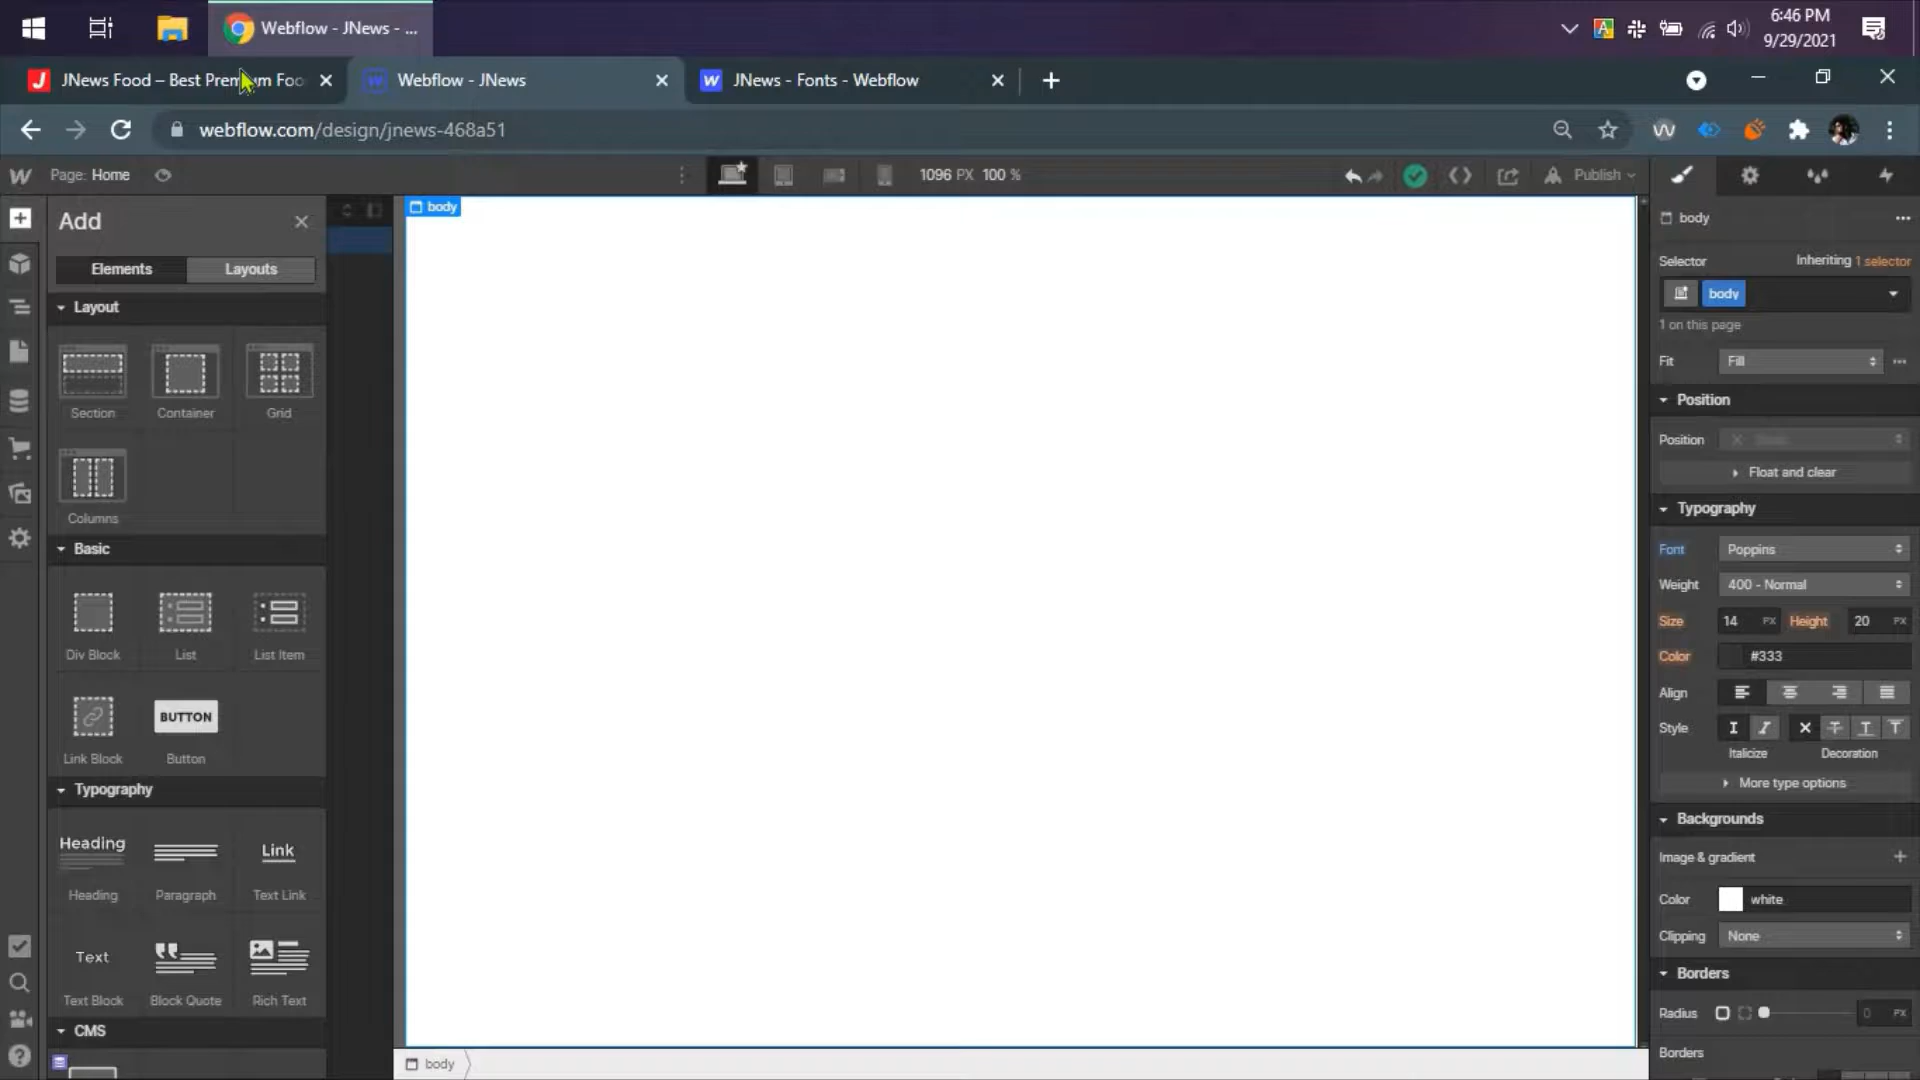 Webflow - JNews - ...
6:46 PM
9/29/2021
JNews Food – Best Premium Foo
Webflow - JNews
JNews - Fonts - Webflow
webflow.com/design/jnews-468a51
Page: Home
1096 PX 100 %
Publish
Add
Elements
Layouts
Layout
Section
Container
Grid
Columns
Basic
Div Block
List
List Item
BUTTON
Link Block
Button
Typography
Heading
Link
Heading
Paragraph
Text Link
Text
Text Block
Block Quote
Rich Text
CMS
body
body
body
Selector
Inheriting 1 selector
body
1 on this page
Fit
Fill
Position
Position
Float and clear
Typography
Font
Poppins
Weight
400 - Normal
Size
14 PX
Height
20 PX
Color
#333
Align
Style
Italicize
Decoration
More type options
Backgrounds
Image & gradient
Color
white
Clipping
None
Borders
Radius
0 PX
Borders